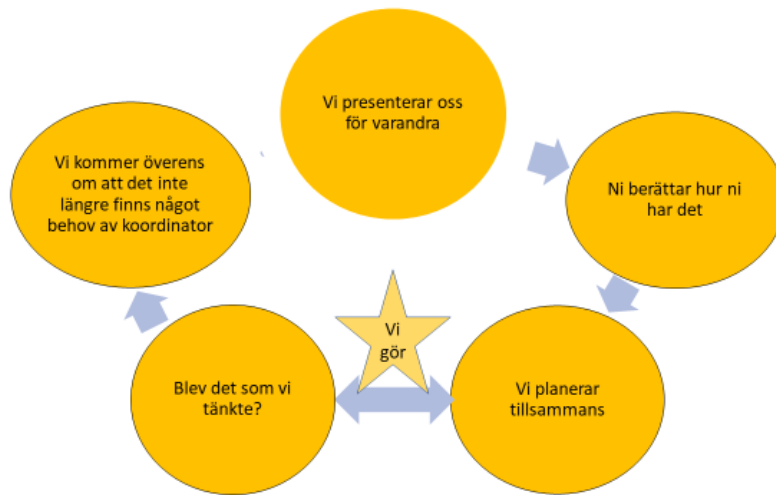 Vi presenterar oss
för varandra
Ni berättar hur ni
har det
Vi planerar
tillsammans
Vi
gör
Blev det som vi
tänkte?
Vi kommer överens
om att det inte
längre finns något
behov av koordinator